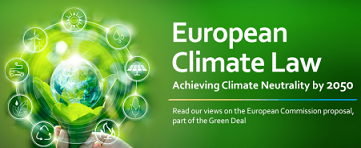 European
Climate Law
Achieving Climate Neutrality by 2050
Read our views on the European Commission proposal,
part of the Green Deal